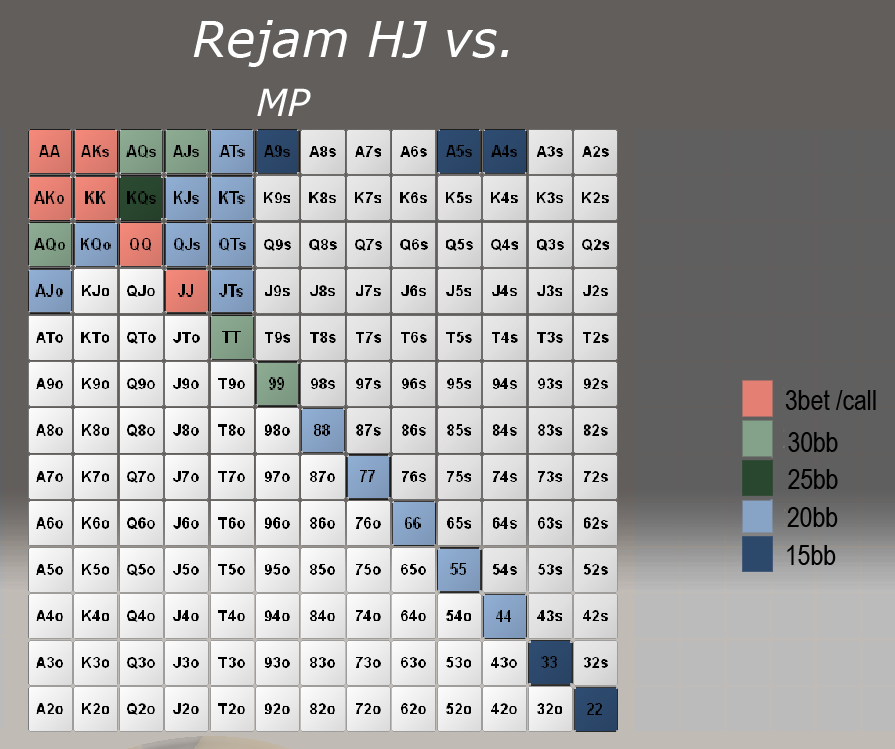 Rejam HJ vs.
MP
AA AKs AQs AJs ATs A9s A8s A7s A6s A5s A4s A3s A2s
AKo KK KQs KJs KTs K9s K8s K7s K6s K5s K4s K3s K2s
AQo KQo QQ QJs QTs Q9s Q8s Q7s Q6s Q5s Q4s Q3s Q2s
AJo KJo QJo JJ JTs J9s J8s J7s J6s J5s J4s J3s J2s
ATo KTo QTo JTo TT T9s T8s T7s T6s T5s T4s T3s T2s
A9o K9o Q9o J9o T9o 99 98s 97s 96s 95s 94s 93s 92s
A8o K8o Q8o J8o T8o 98o 88 87s 86s 85s 84s 83s 82s
A7o K7o Q7o J7o T7o 97o 87o 77 76s 75s 74s 73s 72s
A6o K6o Q6o J6o T6o 96o 86o 76o 66 65s 64s 63s 62s
A5o K5o Q5o J5o T5o 95o 85o 75o 65o 55 54s 53s 52s
A4o K4o Q4o J4o T4o 94o 84o 74o 64o 54o 44 43s 42s
A3o K3o Q3o J3o T3o 93o 83o 73o 63o 53o 43o 33 32s
A2o K2o Q2o J2o T2o 92o 82o 72o 62o 52o 42o 32o 22
3bet /call
30bb
25bb
20bb
15bb